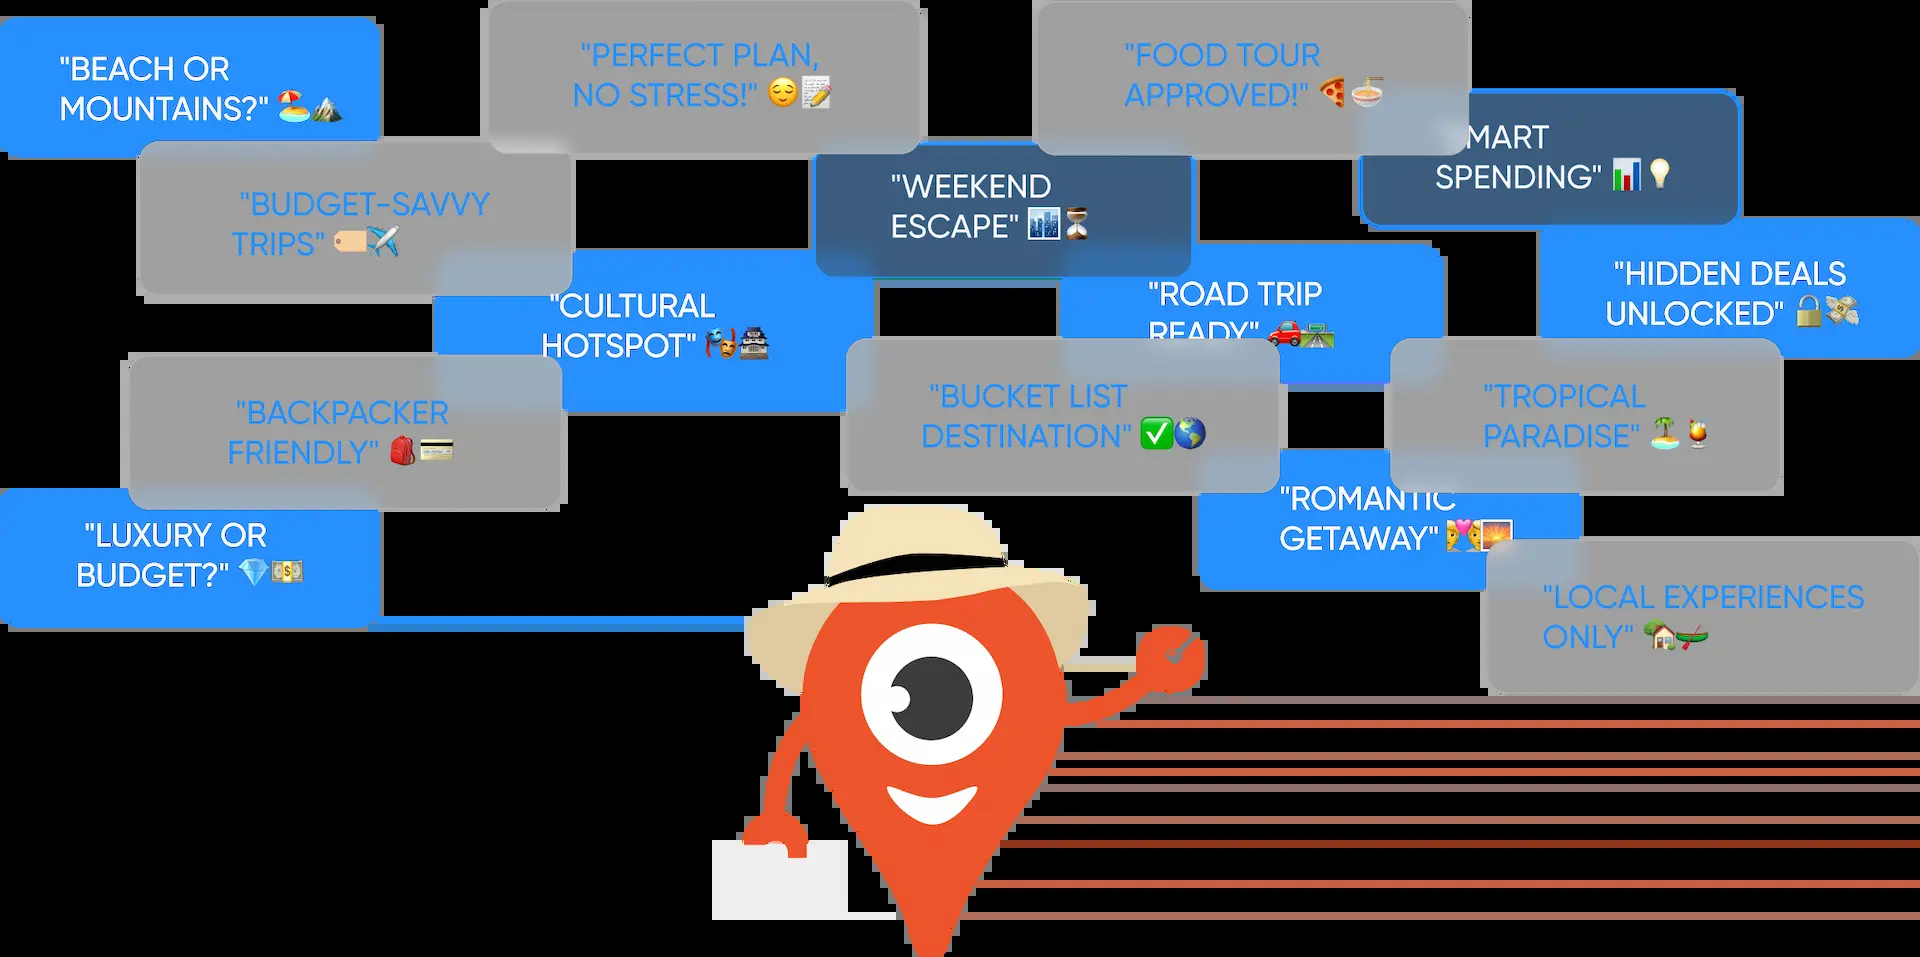 "BEACH OR
MOUNTAINS?" 🏖️⛰️
"PERFECT PLAN,
NO STRESS!" 😌📝
"FOOD TOUR
APPROVED!" 🍕🍜
MART
SPENDING" 📊💡
"BUDGET-SAVVY
TRIPS" 🏷️✈️
"WEEKEND
ESCAPE" 🏙️⏳
"HIDDEN DEALS
UNLOCKED" 🔓💸
"CULTURAL
HOTSPOT" 🎭🏯
"ROAD TRIP
READY" 🚗🛣️
"BACKPACKER
FRIENDLY" 🎒💳
"BUCKET LIST
DESTINATION" ✅🌎
"TROPICAL
PARADISE" 🏝️🍹
"LUXURY OR
BUDGET?" 💎💵
"ROMANTIC
GETAWAY" 💑🌅
"LOCAL EXPERIENCES
ONLY" 🏡🛶